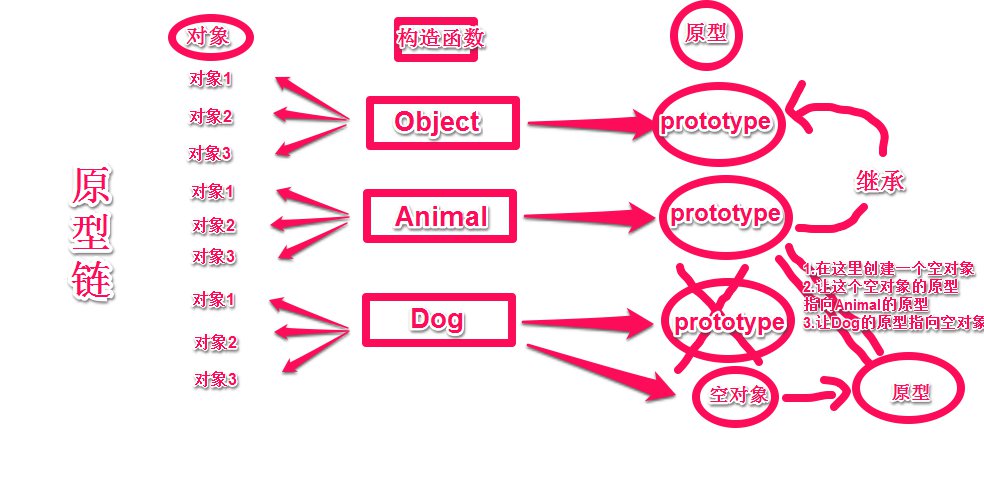 对象
构造函数
原型
对象1
对象2
对象3
Object
prototype
原型链
对象1
对象2
对象3
Animal
prototype
继承
对象1
对象2
对象3
Dog
prototype
1.在这里创建一个空对象
2.让这个空对象的原型
指向Animal的原型
3.让Dog的原型指向空对象
空对象
原型